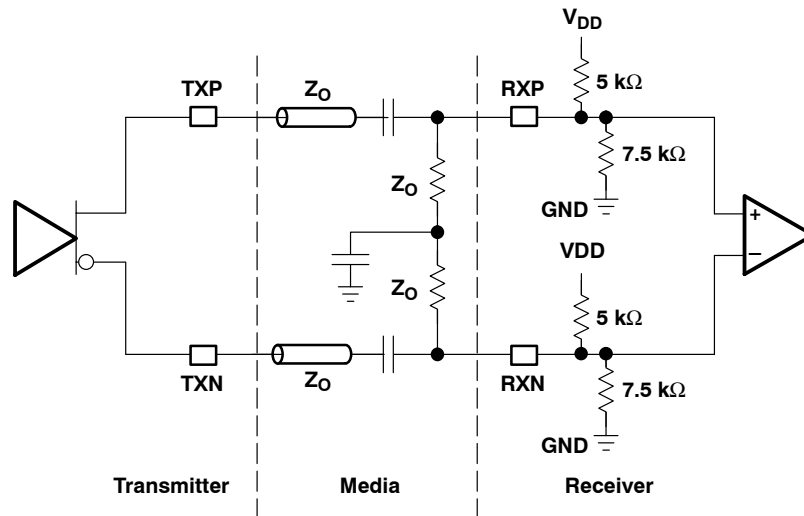 V_DD
TXP
Z_O
RXP
5 kΩ
7.5 kΩ
Z_O
GND
+
−
VDD
Z_O
5 kΩ
TXN
Z_O
RXN
7.5 kΩ
GND
Transmitter
Media
Receiver